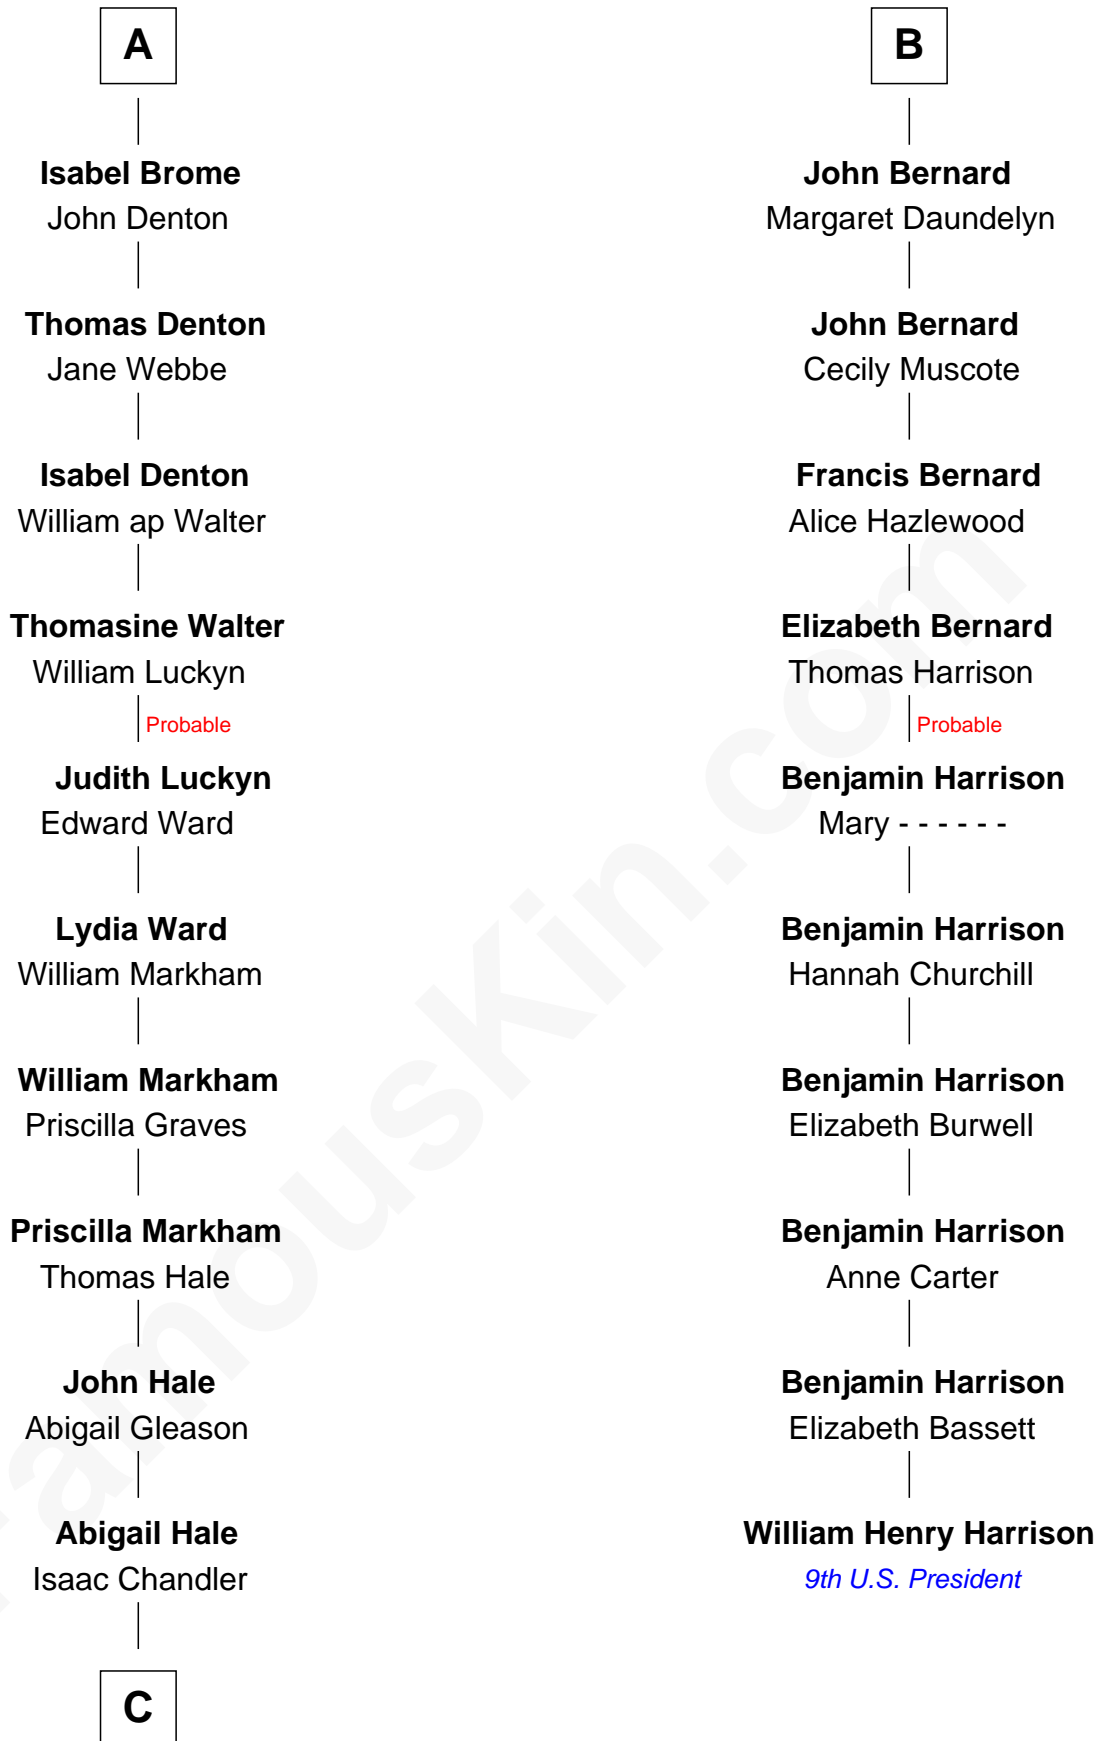 A
Isabel Brome
John Denton
Thomas Denton
Jane Webbe
Isabel Denton
William ap Walter
Thomasine Walter
William Luckyn
Probable
Judith Luckyn
Edward Ward
Lydia Ward
William Markham
William Markham
Priscilla Graves
Priscilla Markham
Thomas Hale
John Hale
Abigail Gleason
Abigail Hale
Isaac Chandler
C
B
John Bernard
Margaret Daundelyn
John Bernard
Cecily Muscote
Francis Bernard
Alice Hazlewood
Elizabeth Bernard
Thomas Harrison
Probable
Benjamin Harrison
Mary - - - - - -
Benjamin Harrison
Hannah Churchill
Benjamin Harrison
Elizabeth Burwell
Benjamin Harrison
Anne Carter
Benjamin Harrison
Elizabeth Bassett
William Henry Harrison
9th U.S. President
FamousKin.com